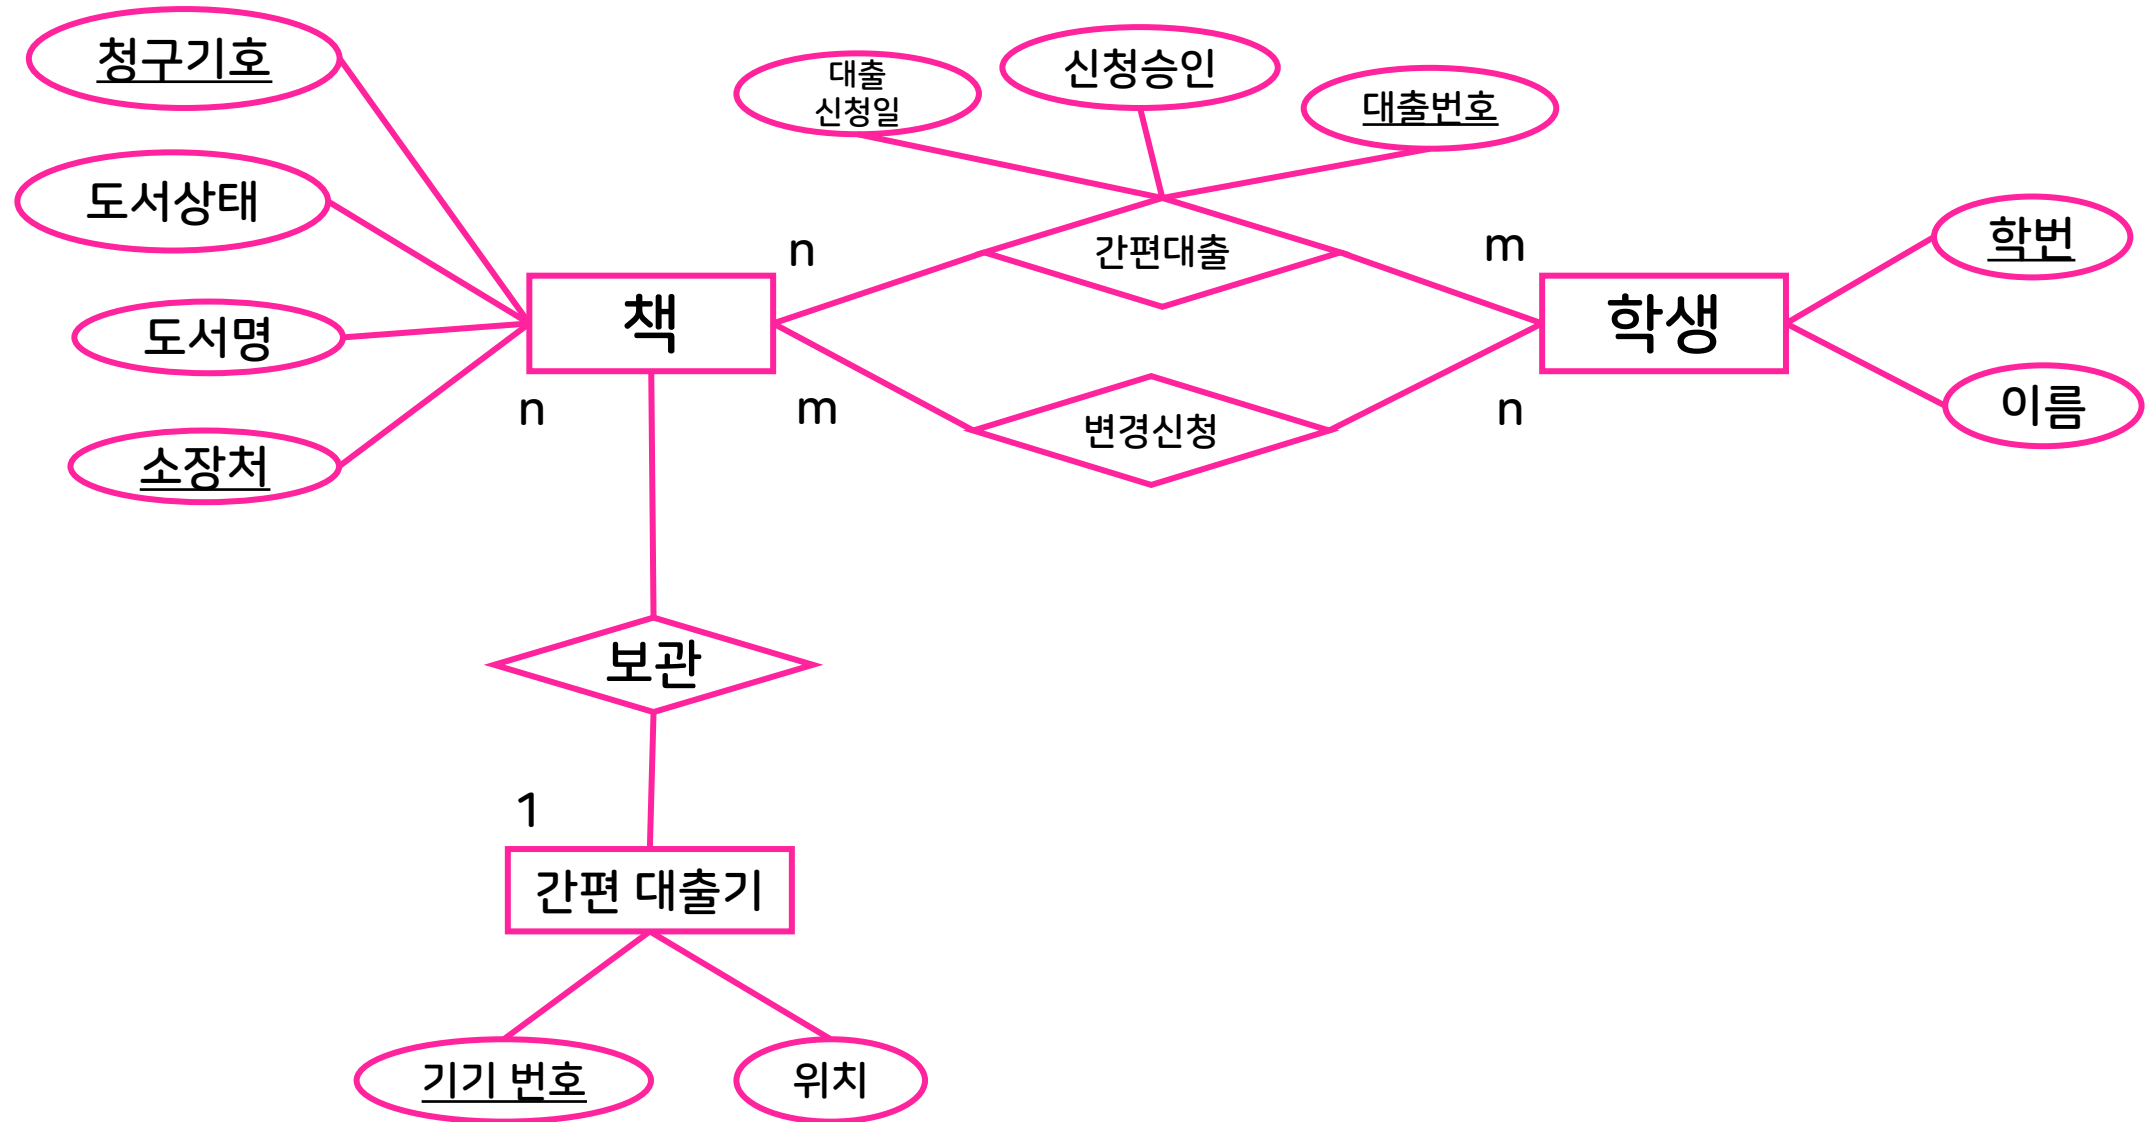 청구기호
대출
신청일
신청승인
대출번호
도서상태
학번
n
간편대출
m
책
학생
도서명
이름
n
m
변경신청
n
소장처
보관
1
간편 대출기
기기 번호
위치